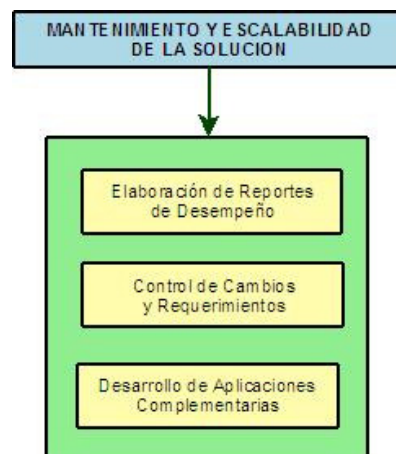 MANTENIMIENTO Y ESCALABILIDAD
DE LA SOLUCION
Elaboración de Reportes
de Desempeño
Control de Cambios
y Requerimientos
Desarrollo de Aplicaciones
Complementarias